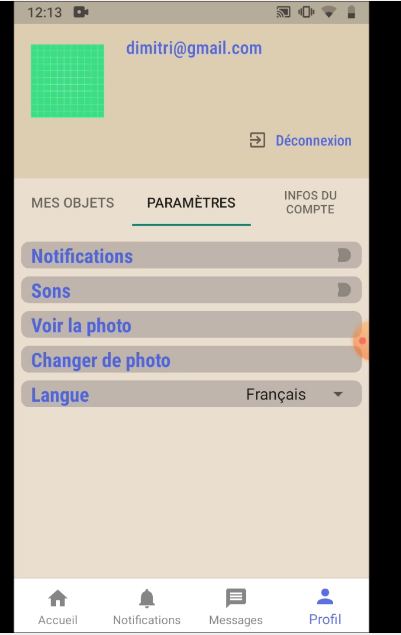 12:13
dimitri@gmail.com
Déconnexion
MES OBJETS
PARAMÈTRES
INFOS DU
COMPTE
Notifications
Sons
Voir la photo
Changer de photo
Langue Français
Accueil
Notifications
Messages
Profil